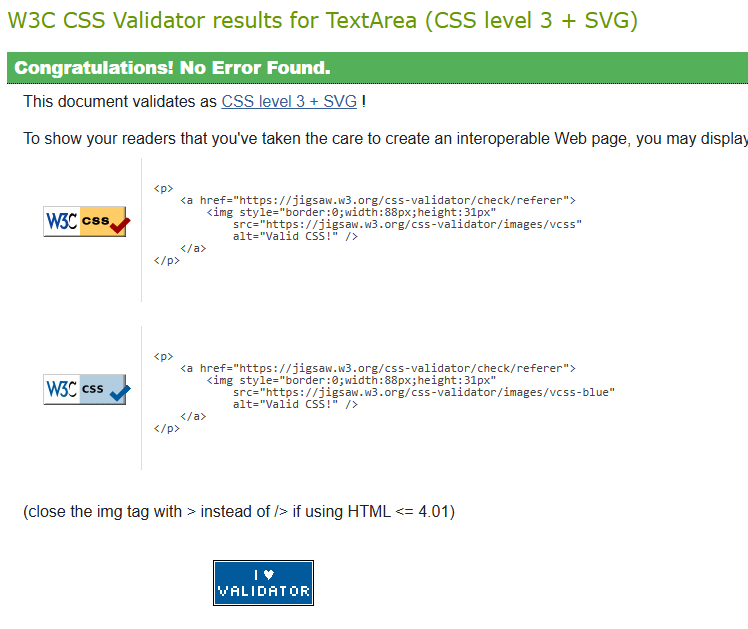 W3C CSS Validator results for TextArea (CSS level 3 + SVG)
Congratulations! No Error Found.
This document validates as CSS level 3 + SVG !
To show your readers that you've taken the care to create an interoperable Web page, you may display
W3C css
<p>
<a href="https://jigsaw.w3.org/css-validator/check/referer">
<img style="border:0;width:88px;height:31px"
src="https://jigsaw.w3.org/css-validator/images/vcss"
alt="Valid CSS!" />
</a>
</p>
W3C css
<p>
<a href="https://jigsaw.w3.org/css-validator/check/referer">
<img style="border:0;width:88px;height:31px"
src="https://jigsaw.w3.org/css-validator/images/vcss-blue"
alt="Valid CSS!" />
</a>
</p>
(close the img tag with > instead of /> if using HTML <= 4.01)
I ♥
VALIDATOR